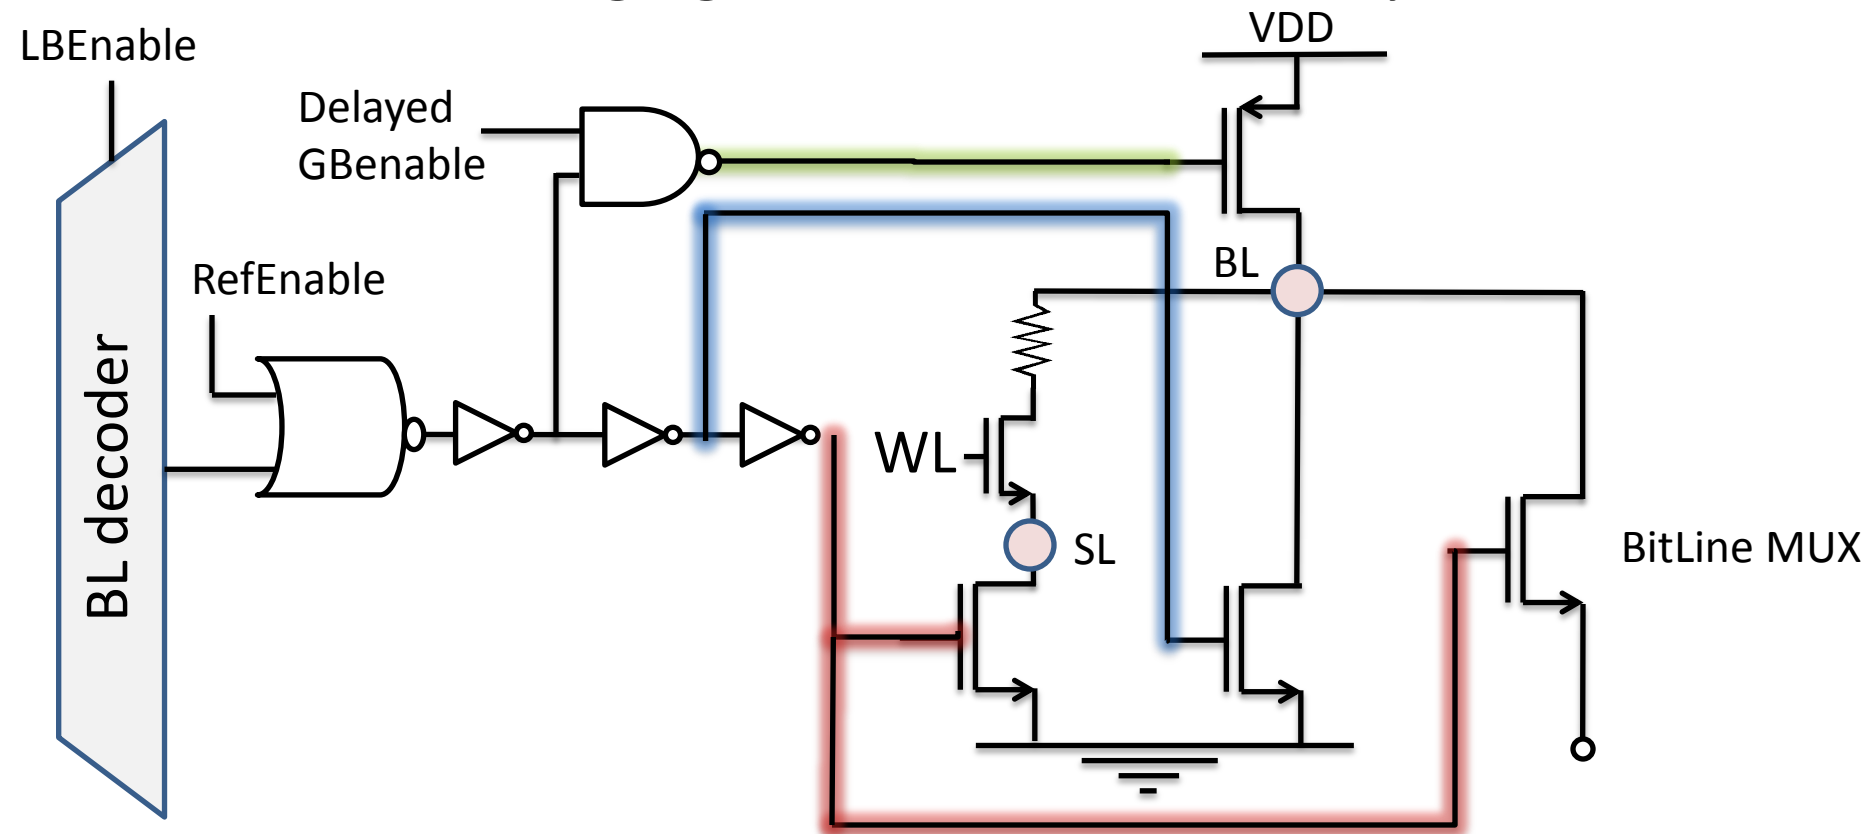 VDD
LBEnable
Delayed
GBenable
BL
RefEnable
BL decoder
WL
SL
BitLine MUX